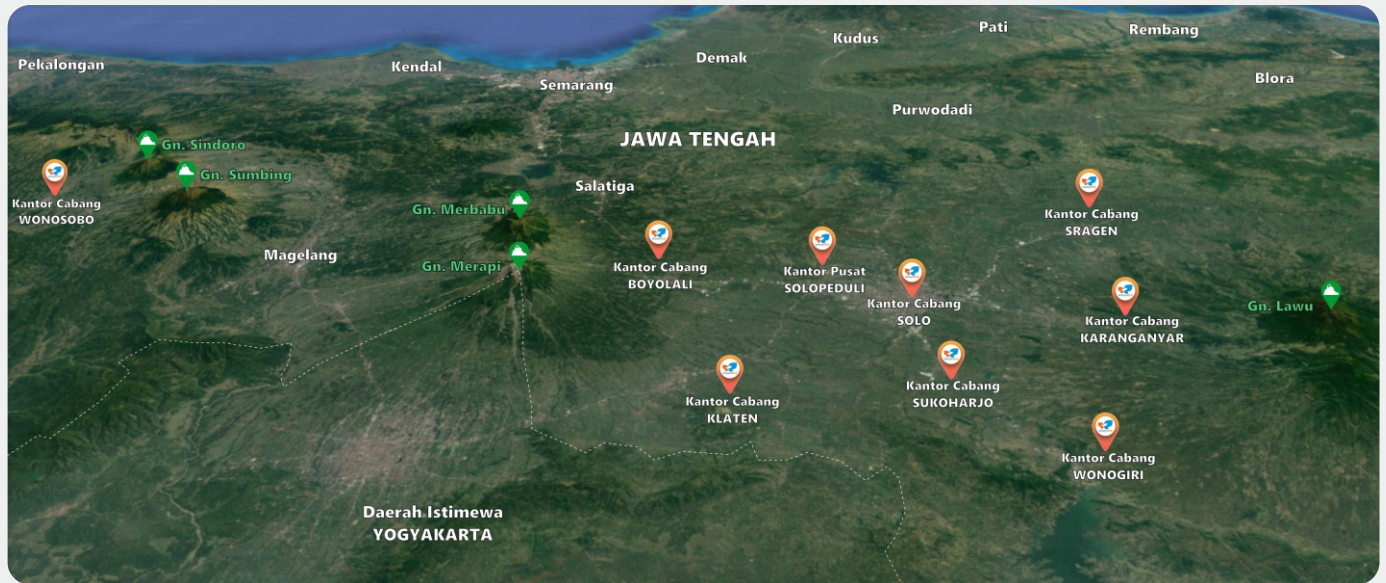 Pekalongan
Kendal
Semarang
Demak
Kudus
Pati
Rembang
Blora
Purwodadi
JAWA TENGAH
Gn. Sindoro
Gn. Sumbing
Kantor Cabang
WONOSOBO
Salatiga
Gn. Merbabu
Magelang
Gn. Merapi
Kantor Cabang
BOYOLALI
Kantor Pusat
SOLOPEDULI
Kantor Cabang
SOLO
Kantor Cabang
SRAGEN
Kantor Cabang
KARANGANYAR
Gn. Lawu
Kantor Cabang
KLATEN
Kantor Cabang
SUKOHARJO
Kantor Cabang
WONOGIRI
Daerah Istimewa
YOGYAKARTA